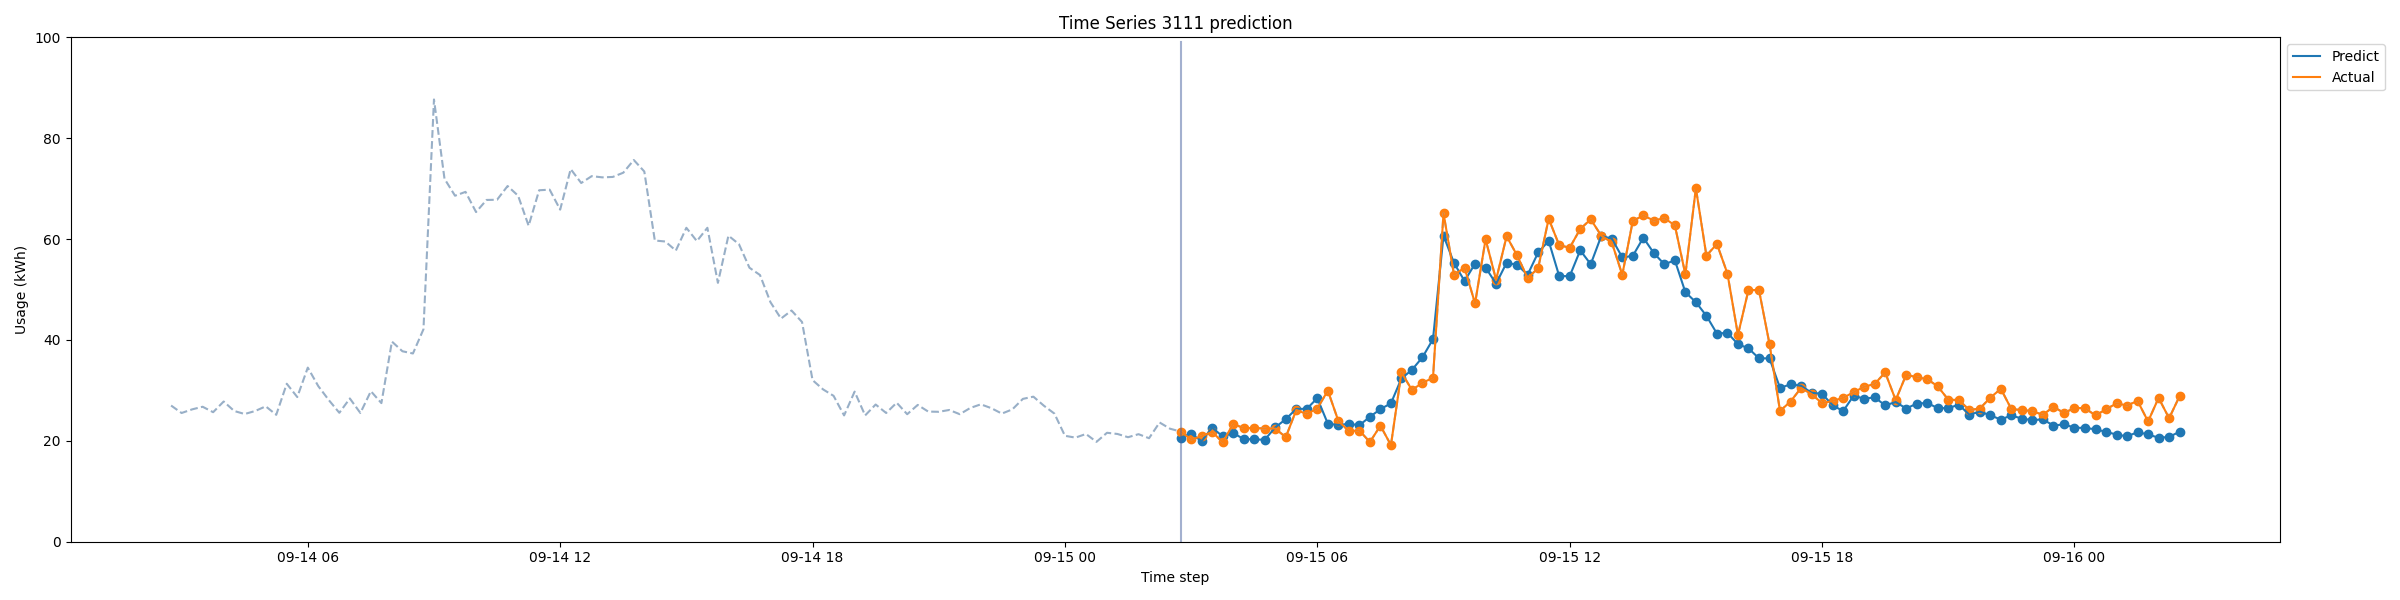 Time Series 3111 prediction
100
80
60
40
20
0
Usage (kWh)
Predict
Actual
09-14 06
09-14 12
09-14 18
09-15 00
09-15 06
09-15 12
09-15 18
09-16 00
Time step